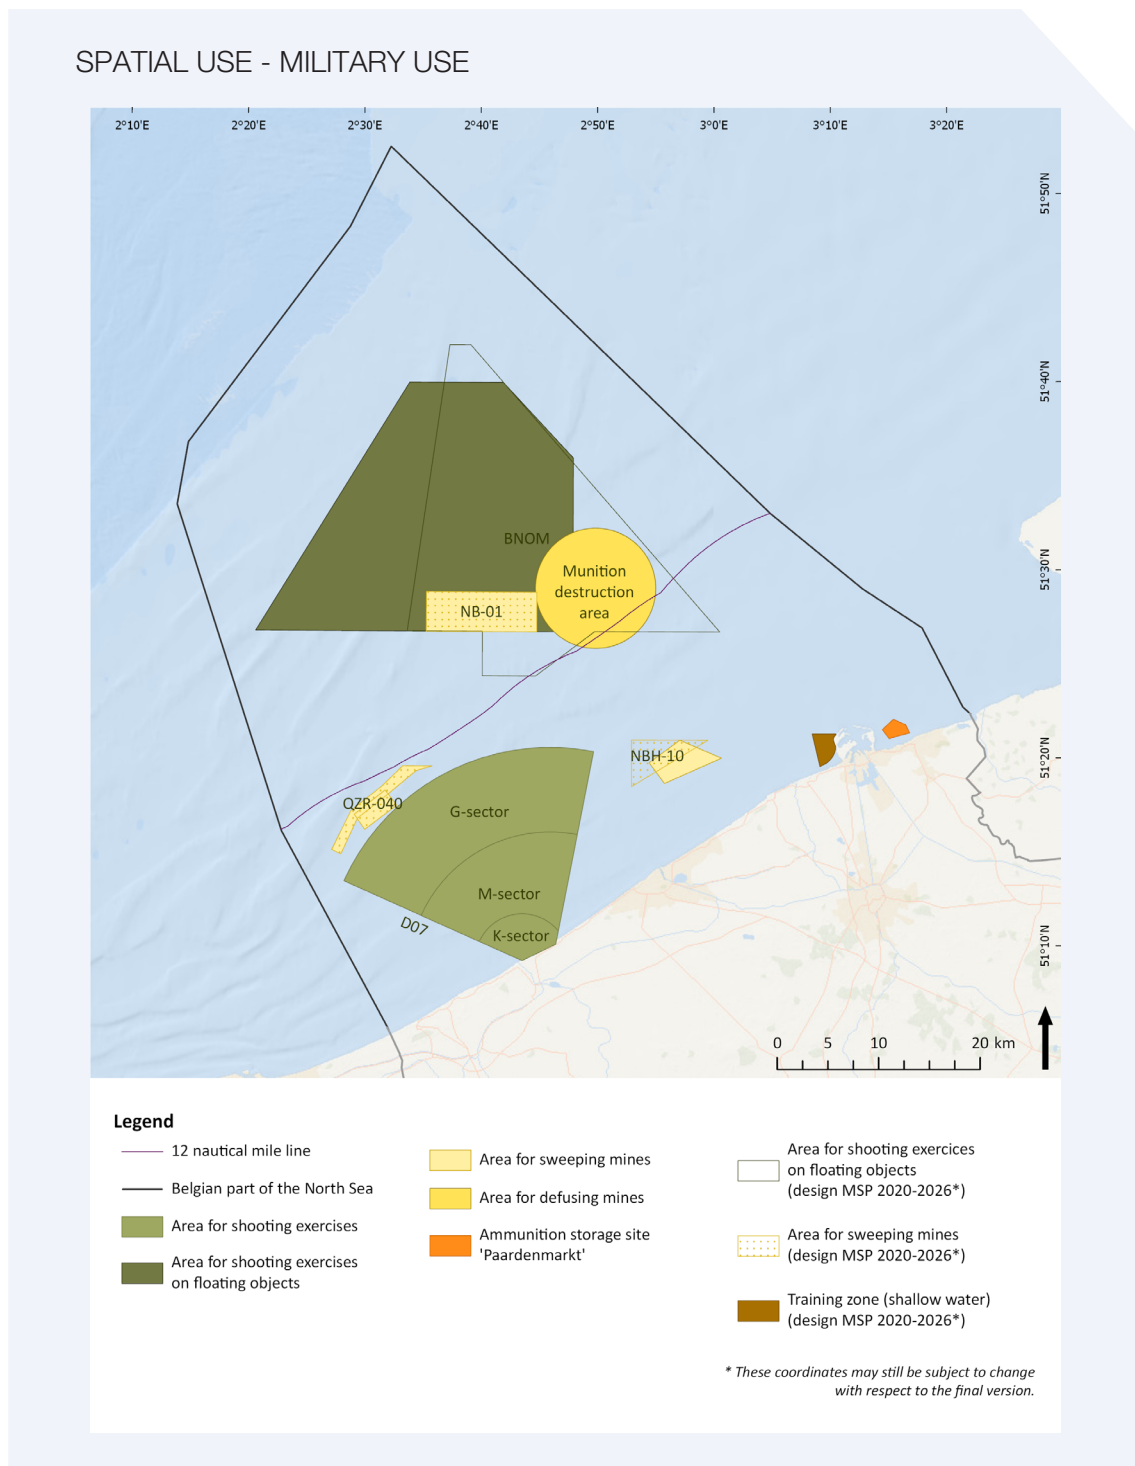 SPATIAL USE - MILITARY USE
2°10'E 2°20'E 2°30'E 2°40'E 2°50'E 3°0'E 3°10'E 3°20'E
51°50'N
51°40'N
51°30'N
51°20'N
51°10'N
BNOM
Munition
destruction
area
NB-01
NBH-10
QZR-040
G-sector
M-sector
D07
K-sector
0 5 10 20 km
Legend
12 nautical mile line
Belgian part of the North Sea
Area for shooting exercises
Area for shooting exercises
on floating objects
Area for sweeping mines
Area for defusing mines
Ammunition storage site
'Paardenmarkt'
Area for shooting exercices
on floating objects
(design MSP 2020-2026*)
Area for sweeping mines
(design MSP 2020-2026*)
Training zone (shallow water)
(design MSP 2020-2026*)
* These coordinates may still be subject to change
with respect to the final version.